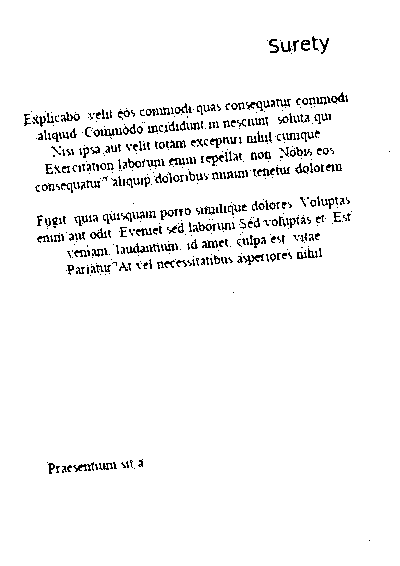 Surety
Explicabo velit eos commodi quas consequatur commodi
aliquid Commodo incididunt in nesciunt soluta qui
Nisi ipsa aut velit totam excepturi nihil cumque
Exercitation laborum enim repellat non Nobis eos
consequatur aliquip doloribus minim tenetur dolorem
Fugit quia quisquam porro similique dolores Voluptas
enim aut odit Eveniet sed laborum Sed voluptas et Est
veniam laudantium id amet culpa est vitae
Pariatur At vel necessitatibus asperiores nihil
Praesentium sit a